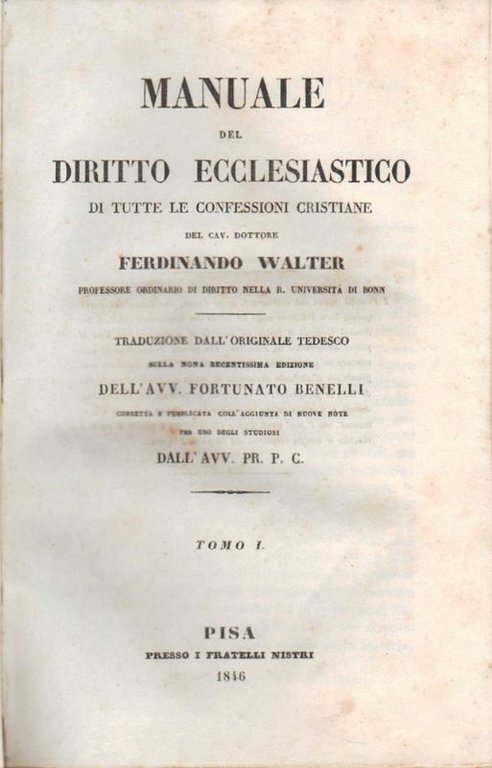 MANUALE
DEL
DIRITTO ECCLESIASTICO
DI TUTTE LE CONFESSIONI CRISTIANE
DEL CAV. DOTTORE
FERDINANDO WALTER
PROFESSORE ORDINARIO DI DIRITTO NELLA R. UNIVERSITÀ DI BONN
TRADUZIONE DALL'ORIGINALE TEDESCO
SULLA NONA RECENTISSIMA EDIZIONE
DELL'AVV. FORTUNATO BENELLI
CORRETTA E PUBBLICATA COLL'AGGIUNTA DI NUOVE NOTE
PER USO DEGLI STUDIOSI
DALL'AVV. PR. P. C.
TOMO I.
PISA
PRESSO I FRATELLI NISTRI
1846